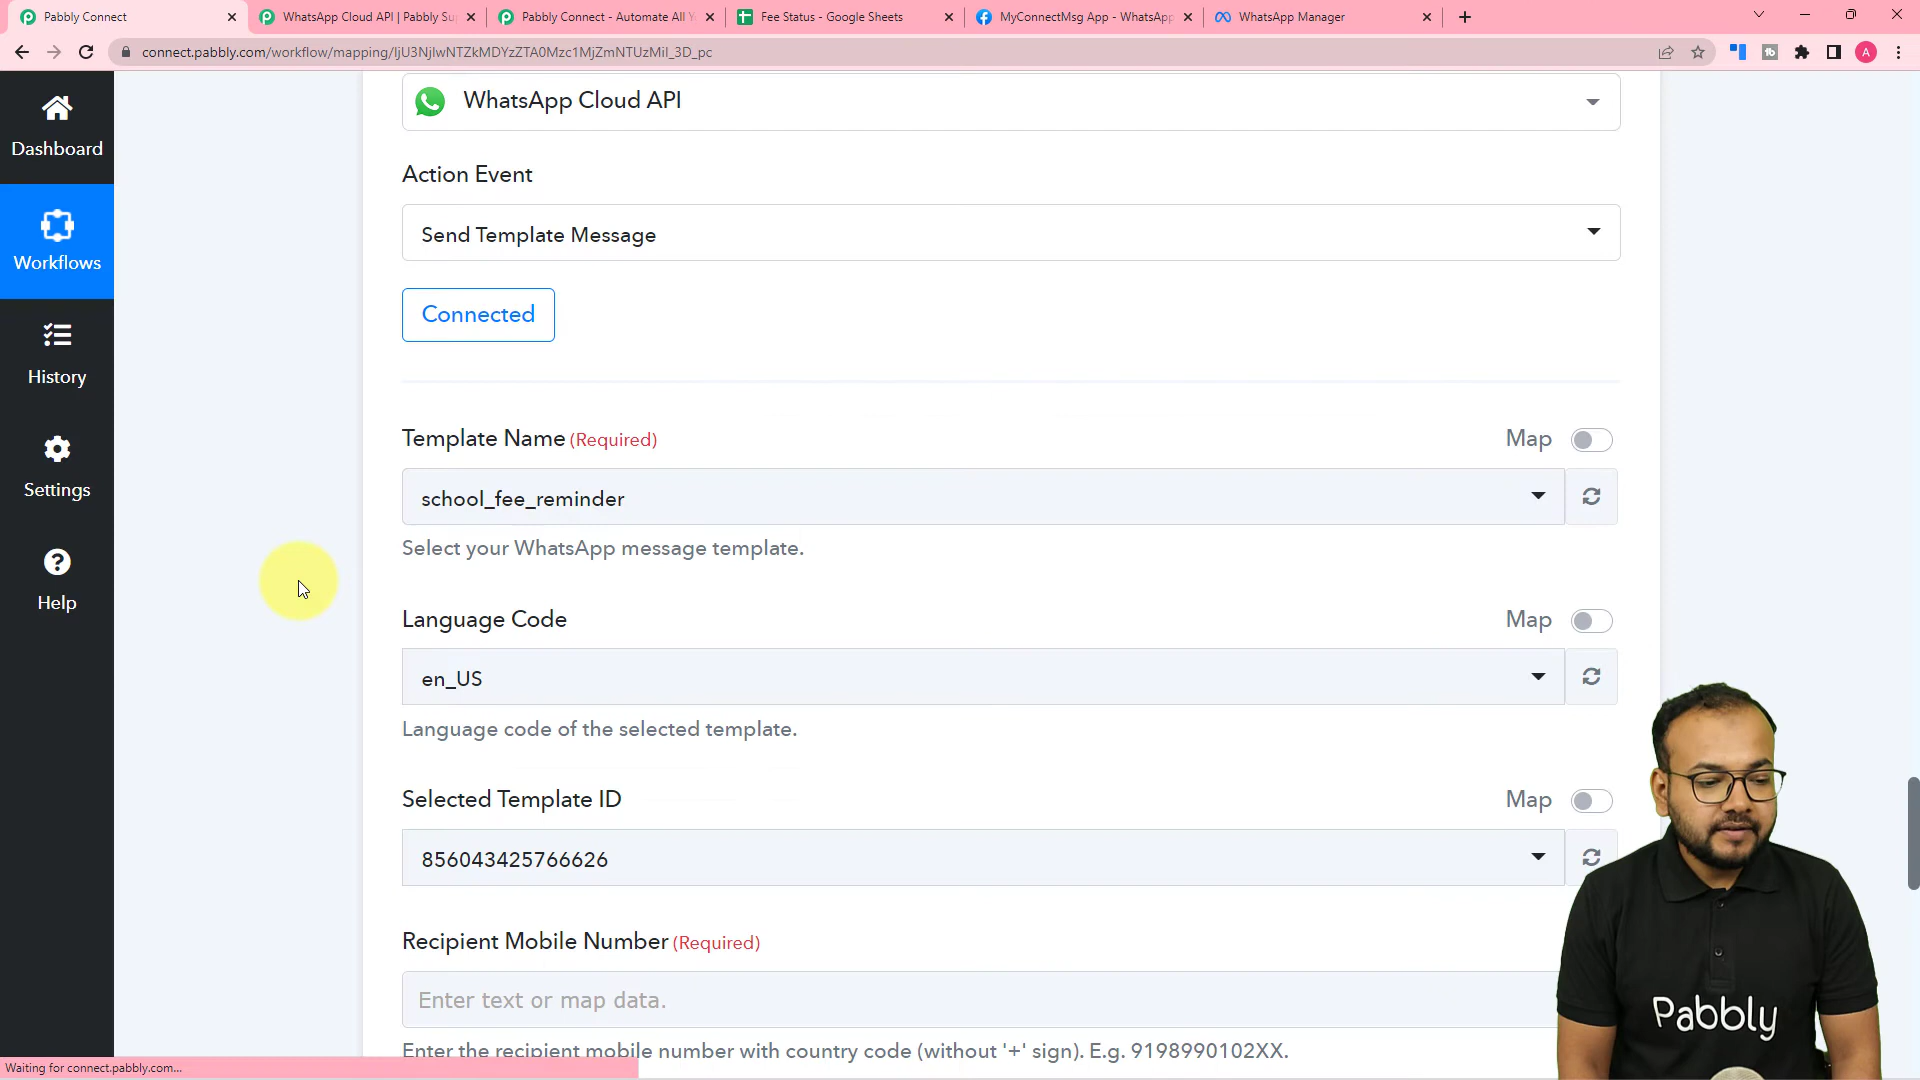 Pabbly Connect
WhatsApp Cloud API | Pabbly Su
Pabbly Connect - Automate All Y
Fee Status - Google Sheets
MyConnectMsg App - WhatsApp
WhatsApp Manager
connect.pabbly.com/workflow/mapping/IjU3NjIwNTZkMDYzZTA0Mzc1MjZmNTUzMiI_3D_pc
A
Dashboard
Workflows
History
Settings
Help
WhatsApp Cloud API
Action Event
Send Template Message
Connected
Template Name (Required)
Map
school_fee_reminder
Select your WhatsApp message template.
Language Code
Map
en_US
Language code of the selected template.
Selected Template ID
Map
856043425766626
Recipient Mobile Number (Required)
Enter text or map data.
Enter the recipient mobile number with country code (without '+' sign). E.g. 9198990102XX.
Waiting for connect.pabbly.com...
Pabbly